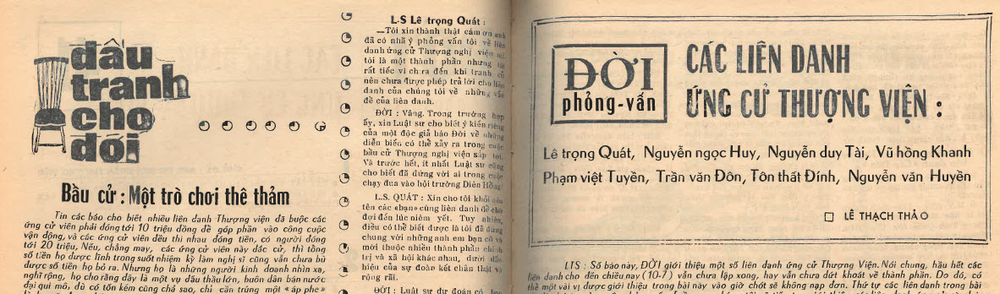 đấu
tranh
cho
đói
Bầu cử : Một trò chơi thê thảm
Tin các báo cho biết nhiều liên danh Thượng viện đã buộc các
ứng cử viên phải đóng tới 10 triệu đồng để góp phần vào công cuộc
vận động, và các ứng cử viên đều thi nhau đóng tiền, có người đóng
tới 20 triệu. Nếu, chẳng may, các ứng cử viên này đắc cử, thì tổng
số tiền họ được lĩnh trong suốt nhiệm kỳ làm nghị sĩ cũng vẫn chưa bù
được số tiền họ bỏ ra. Nhưng họ là những người kinh doanh nhìn xa,
nghĩ rộng, họ cho rằng đây là một vụ đấu thầu lớn, buôn dân bán nước
đại qui mô, dù có tốn kém cũng chả sao, chỉ cần trúng một «áp phe»
L.S Lê trọng Quát :
—Tôi xin thành thật cảm ơn anh
đã có nhã ý phỏng vấn tôi về liên
danh ứng cử Thượng nghị viện mà
tôi là một thành phần nhưng tôi
rất tiếc vì chưa đến khi tranh cử
nên chưa được phép trả lời cho liên
danh của chúng tôi về những vấn
đề của liên danh.
ĐỜI : Vâng. Trong trường hợp
ấy, xin Luật sư cho biết ý kiến riêng
của một độc giả báo Đời về những
diễn biến có thể xảy ra trong cuộc
bầu cử Thượng nghị viện sắp tới.
Và trước hết, ít nhất Luật sư cũng
cho biết đã đứng với ai trong cuộc
chạy đua vào hội trường Diên Hồng?
L.S. QUÁT : Xin cho tôi khỏi nêu
tên các «bạn» cùng liên danh để chờ
đợi đến lúc niêm yết. Tuy nhiên,
điều có thể biết được là tôi đã đứng
chung với những anh em bạn cũ và
mới thuộc nhiều thành phần chính
trị và xã hội khác nhau, dưới dấu
hiệu của sự đoàn kết chân thật và
rộng rãi.
ĐỜI : Luật sư dự đoán có
ĐỜI
phỏng-vấn
CÁC LIÊN DANH
ỨNG CỬ THƯỢNG VIỆN :
Lê trọng Quát, Nguyễn ngọc Huy, Nguyễn duy Tài, Vũ hồng Khanh
Phạm việt Tuyền, Trần văn Đôn, Tôn thất Đính, Nguyễn văn Huyền
□ LÊ THẠCH THẢO
LTS : Số báo này, ĐỜI giới thiệu một số liên danh ứng cử Thượng Viện. Nói chung, hầu hết các
liên danh cho đến chiều nay (10-7) vẫn chưa lập xong, hay vẫn chưa dứt khoát về thành phần. Do đó, có
thể một vài vị được giới thiệu trong bài này vào giờ chót sẽ không nạp đơn. Thứ tự các liên danh trong bài